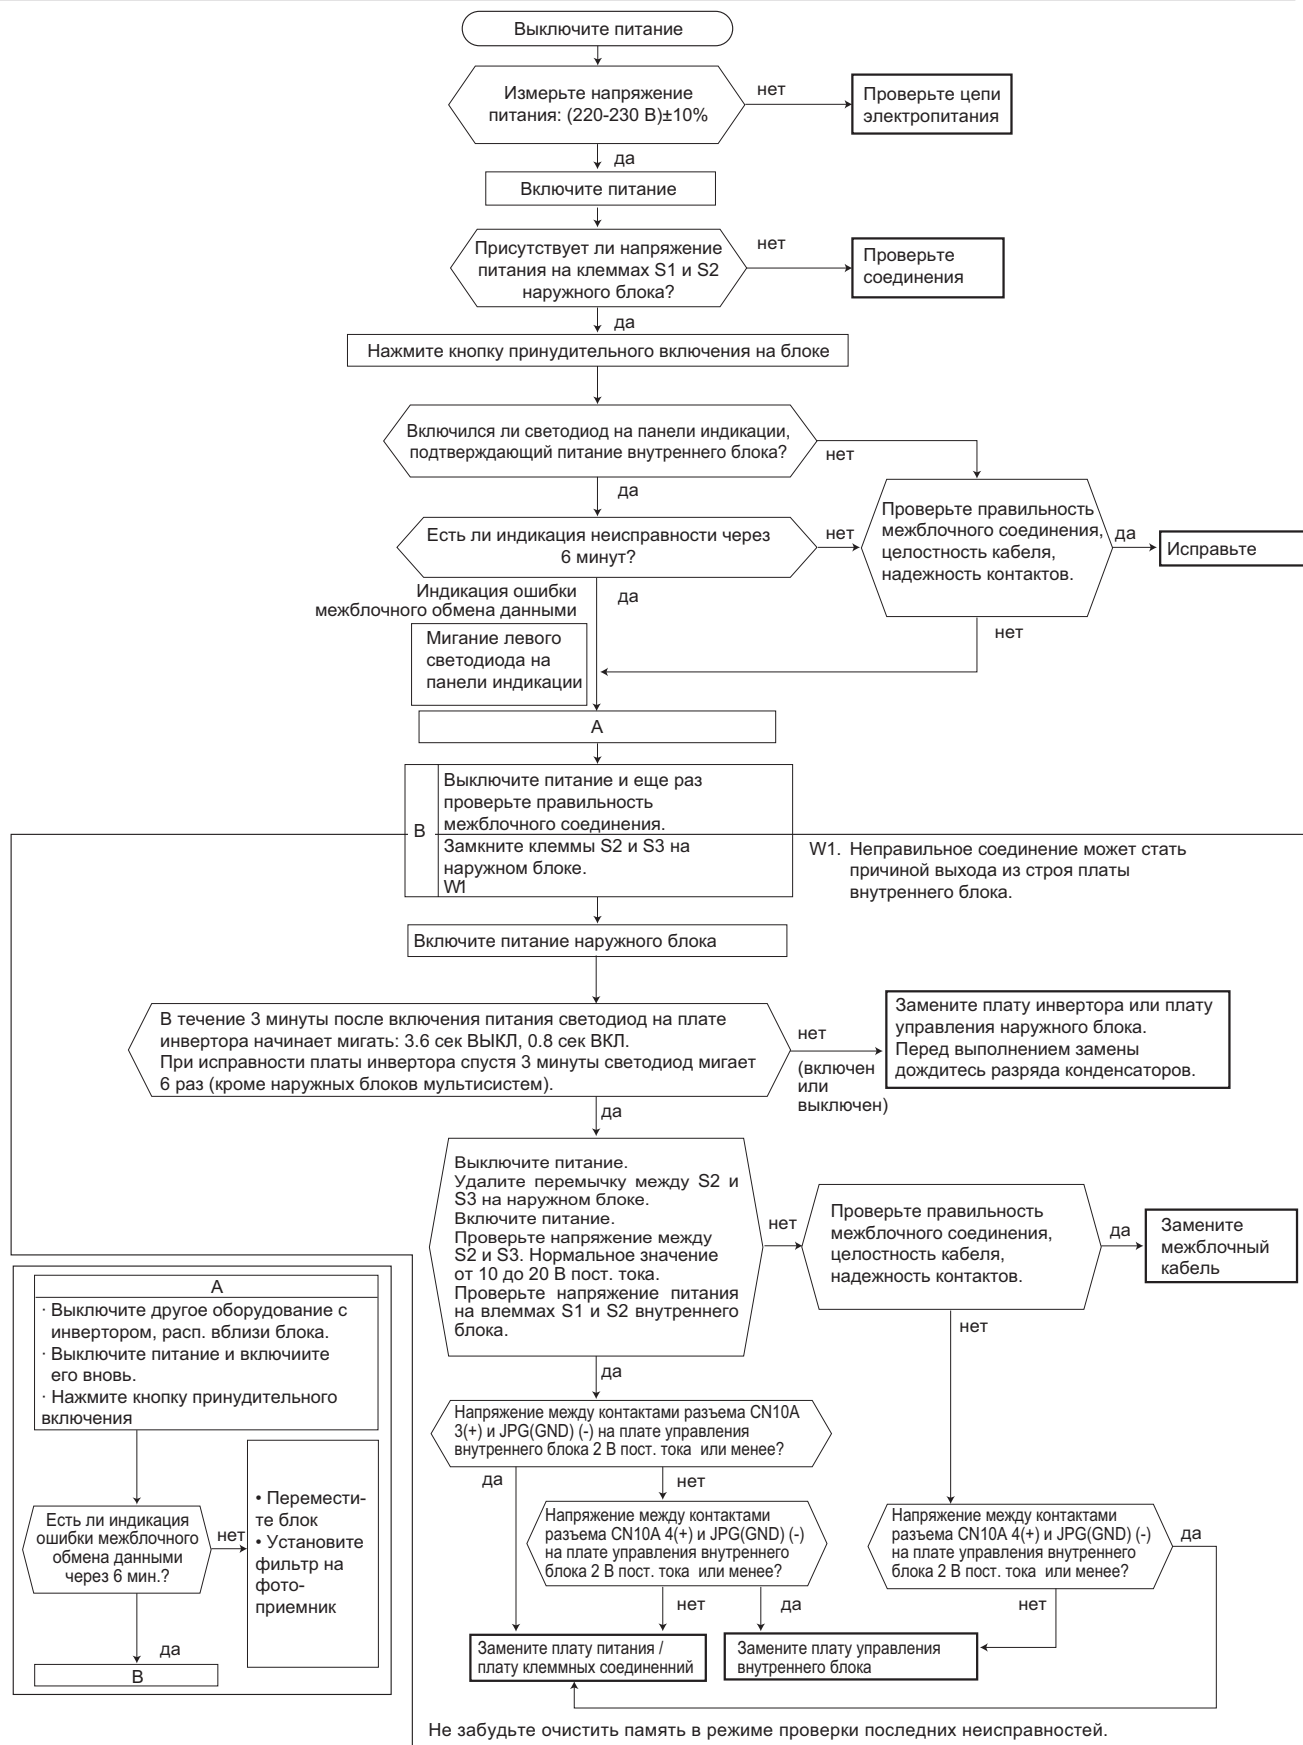 Выключите питание
Измерьте напряжение
питания: (220-230 В)±10%
нет
Проверьте цепи
электропитания
да
Включите питание
Присутствует ли напряжение
питания на клеммах S1 и S2
наружного блока?
нет
Проверьте
соединения
да
Нажмите кнопку принудительного включения на блоке
Включился ли светодиод на панели индикации,
подтверждающий питание внутреннего блока?
нет
да
Проверьте правильность
межблочного соединения,
целостность кабеля,
надежность контактов.
да
Исправьте
нет
Есть ли индикация неисправности через
6 минут?
нет
да
Индикация ошибки
межблочного обмена данными
Мигание левого
светодиода на
панели индикации
A
B
Выключите питание и еще раз
проверьте правильность
межблочного соединения.
Замкните клеммы S2 и S3 на
наружном блоке.
W1
W1. Неправильное соединение может стать
причиной выхода из строя платы
внутреннего блока.
Включите питание наружного блока
В течение 3 минуты после включения питания светодиод на плате
инвертора начинает мигать: 3.6 сек ВЫКЛ, 0.8 сек ВКЛ.
При исправности платы инвертора спустя 3 минуты светодиод мигает
6 раз (кроме наружных блоков мультисистем).
нет
(включен
или
выключен)
Замените плату инвертора или плату
управления наружного блока.
Перед выполнением замены
дождитесь разряда конденсаторов.
да
Выключите питание.
Удалите перемычку между S2 и
S3 на наружном блоке.
Включите питание.
Проверьте напряжение между
S2 и S3. Нормальное значение
от 10 до 20 В пост. тока.
Проверьте напряжение питания
на влеммах S1 и S2 внутреннего
блока.
нет
Проверьте правильность
межблочного соединения,
целостность кабеля,
надежность контактов.
да
Замените
межблочный
кабель
нет
да
Напряжение между контактами разъема CN10A
3(+) и JPG(GND) (-) на плате управления
внутреннего блока 2 В пост. тока или менее?
да
нет
Напряжение между контактами
разъема CN10A 4(+) и JPG(GND) (-)
на плате управления внутреннего
блока 2 В пост. тока или менее?
нет
да
Напряжение между контактами
разъема CN10A 4(+) и JPG(GND) (-)
на плате управления внутреннего
блока 2 В пост. тока или менее?
да
нет
Замените плату питания /
плату клеммных соединенний
Замените плату управления
внутреннего блока
A
· Выключите другое оборудование с
инвертором, расп. вблизи блока.
· Выключите питание и включиите
его вновь.
· Нажмите кнопку принудительного
включения
Есть ли индикация
ошибки межблочного
обмена данными
через 6 мин.?
нет
• Перемести-
те блок
• Установите
фильтр на
фото-
приемник
да
B
Не забудьте очистить память в режиме проверки последних неисправностей.